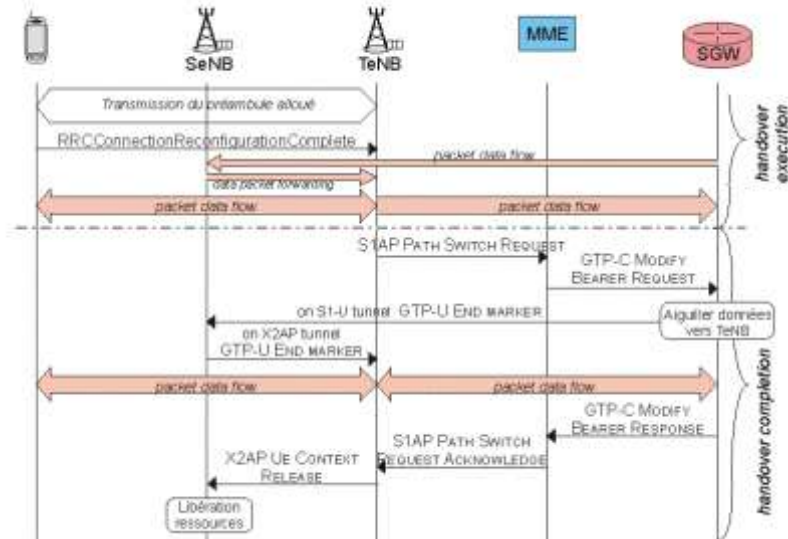 SeNB
TeNB
MME
SGW
Transmission du préambule alloué
RRCConnectionReconfigurationComplete
packet data flow
data packet forwarding
packet data flow
packet data flow
handover
execution
S1AP PATH SWITCH REQUEST
GTP-C MODIFY
BEARER REQUEST
on S1-U tunnel GTP-U END MARKER
Aiguiller données
vers TeNB
on X2AP tunnel
GTP-U END MARKER
packet data flow
packet data flow
GTP-C MODIFY
BEARER RESPONSE
S1AP PATH SWITCH
REQUEST ACKNOWLEDGE
X2AP UE CONTEXT
RELEASE
Libération
ressources
handover completion